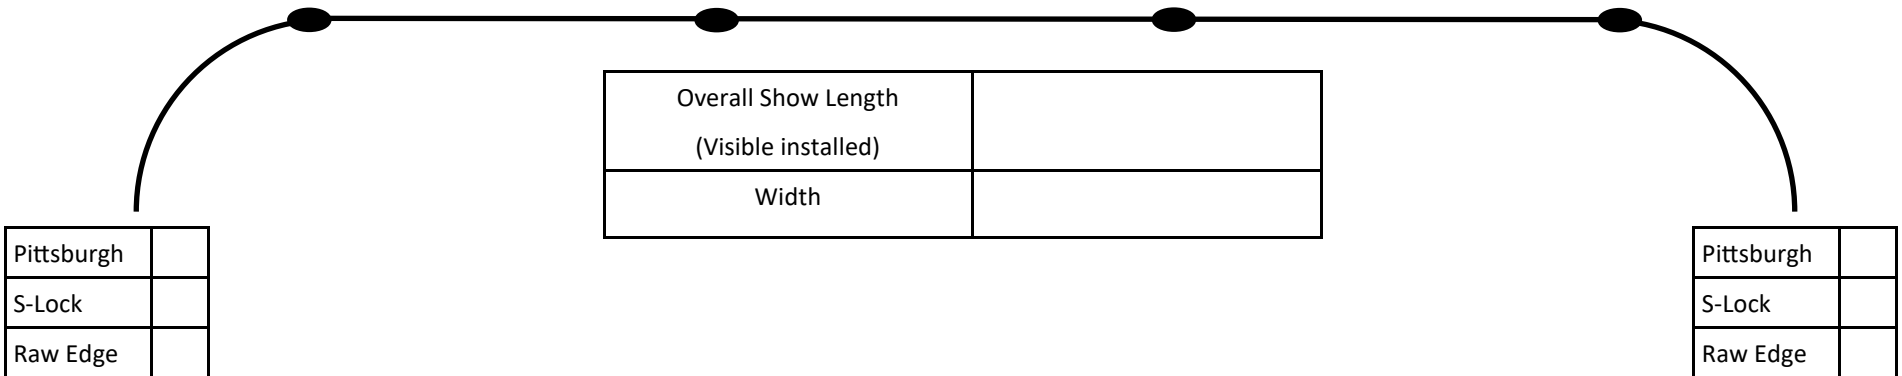 Overall Show Length
(Visible installed)
Width
Pittsburgh
S-Lock
Raw Edge
Pittsburgh
S-Lock
Raw Edge